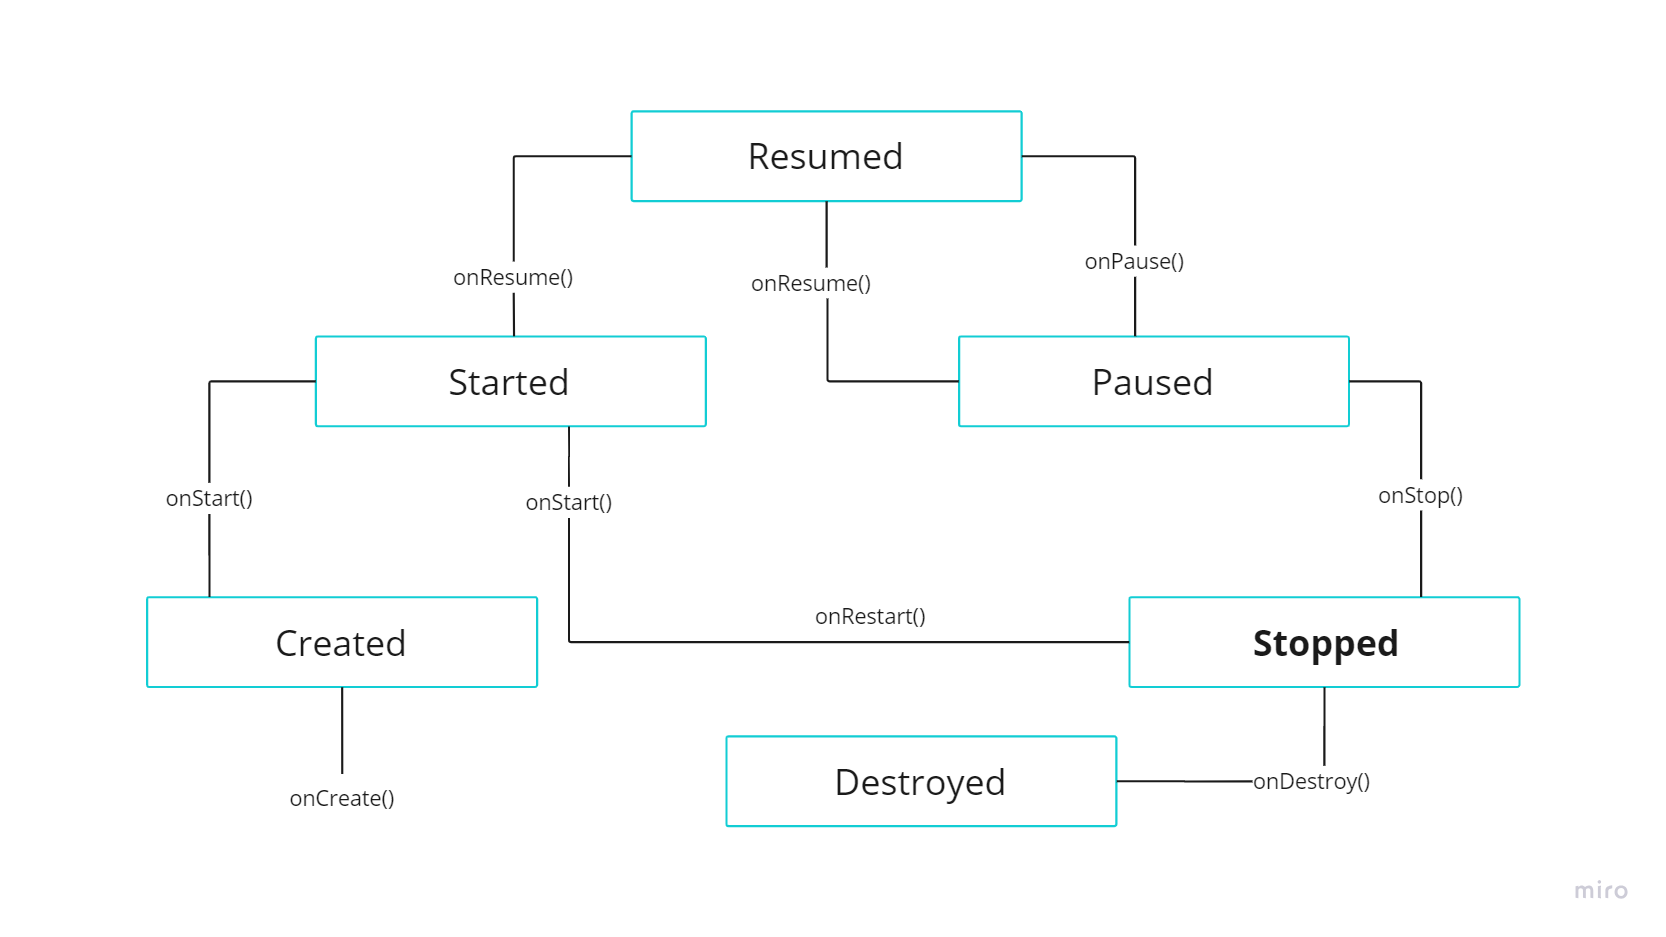 Resumed
onResume()
onResume()
onPause()
Started
Paused
onStart()
onStart()
onStop()
onRestart()
Created
Stopped
Destroyed
onDestroy()
onCreate()
miro